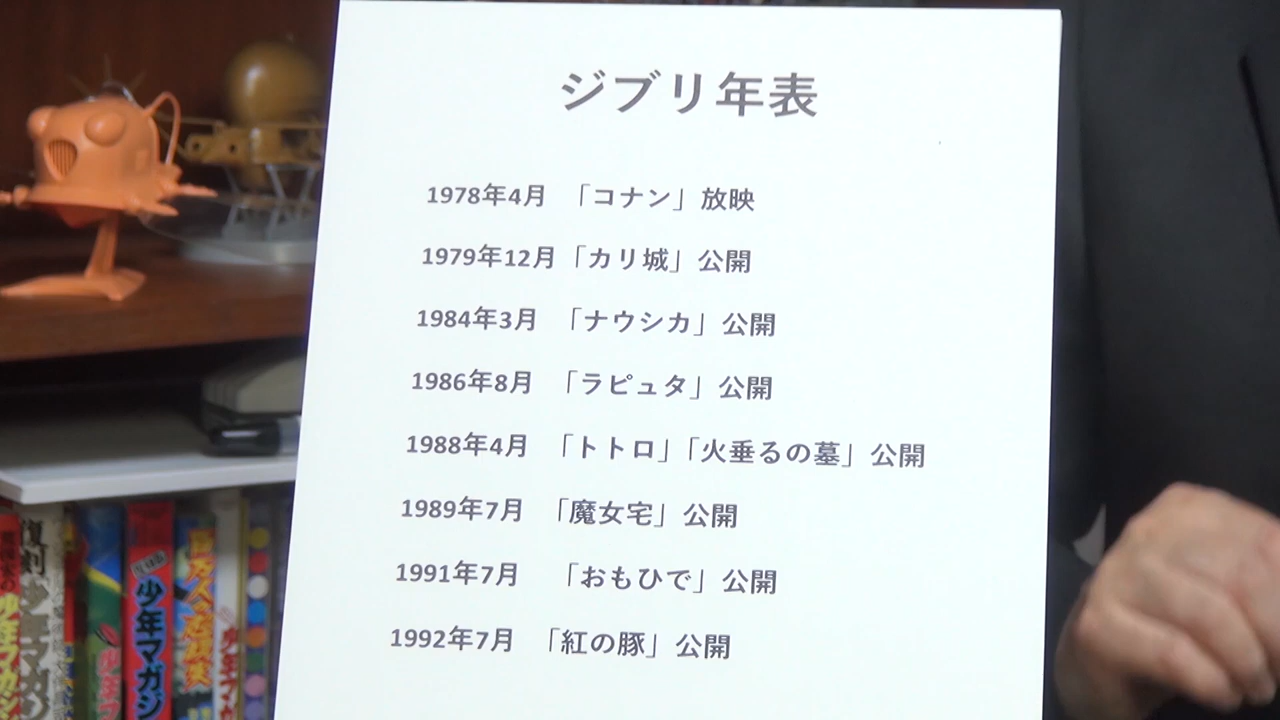 ジブリ年表
1978年4月 「コナン」放映
1979年12月「カリ城」公開
1984年3月 「ナウシカ」公開
1986年8月 「ラピュタ」公開
1988年4月 「トトロ」「火垂るの墓」公開
1989年7月 「魔女宅」公開
1991年7月 「おもひで」公開
1992年7月 「紅の豚」公開
復刻
少年マガジ